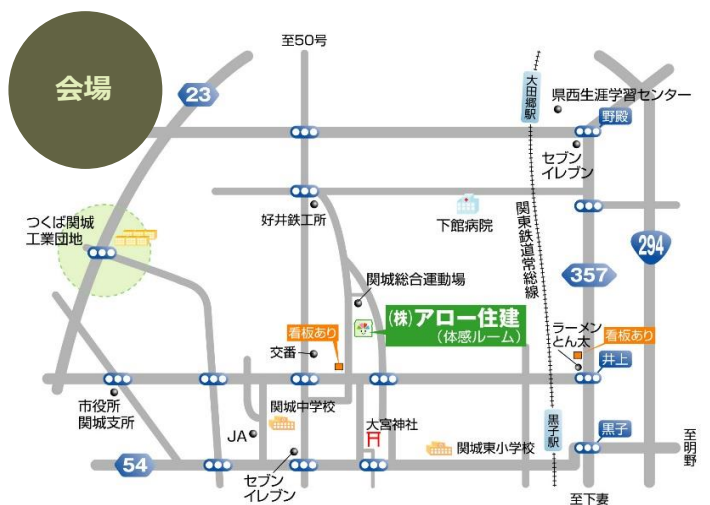 会場
至50号
23
大田郷駅
県西生涯学習センター
野殿
セブン
イレブン
つくば関城
工業団地
好井鉄工所
下館病院
関東鉄道常総線
294
357
関城総合運動場
(株)アロー住建
(体感ルーム)
看板あり
交番
ラーメン
とん太
看板あり
井上
市役所
関城支所
関城中学校
JA
大宮神社
関城東小学校
黒子駅
黒子
至明野
54
セブン
イレブン
至下妻